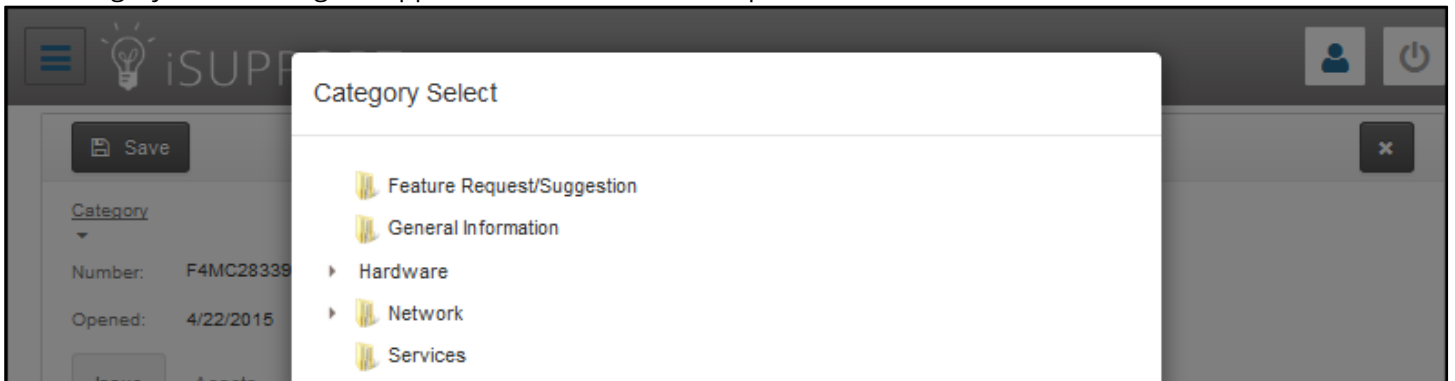 iSUPP
Category Select
Save
Feature Request/Suggestion
Category
General Information
Number: F4MC28339
Hardware
Opened: 4/22/2015
Network
Services